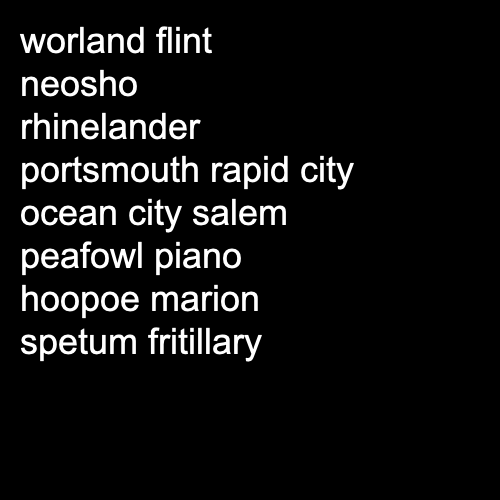 worland flint
neosho
rhinelander
portsmouth rapid city
ocean city salem
peafowl piano
hoopoe marion
spetum fritillary